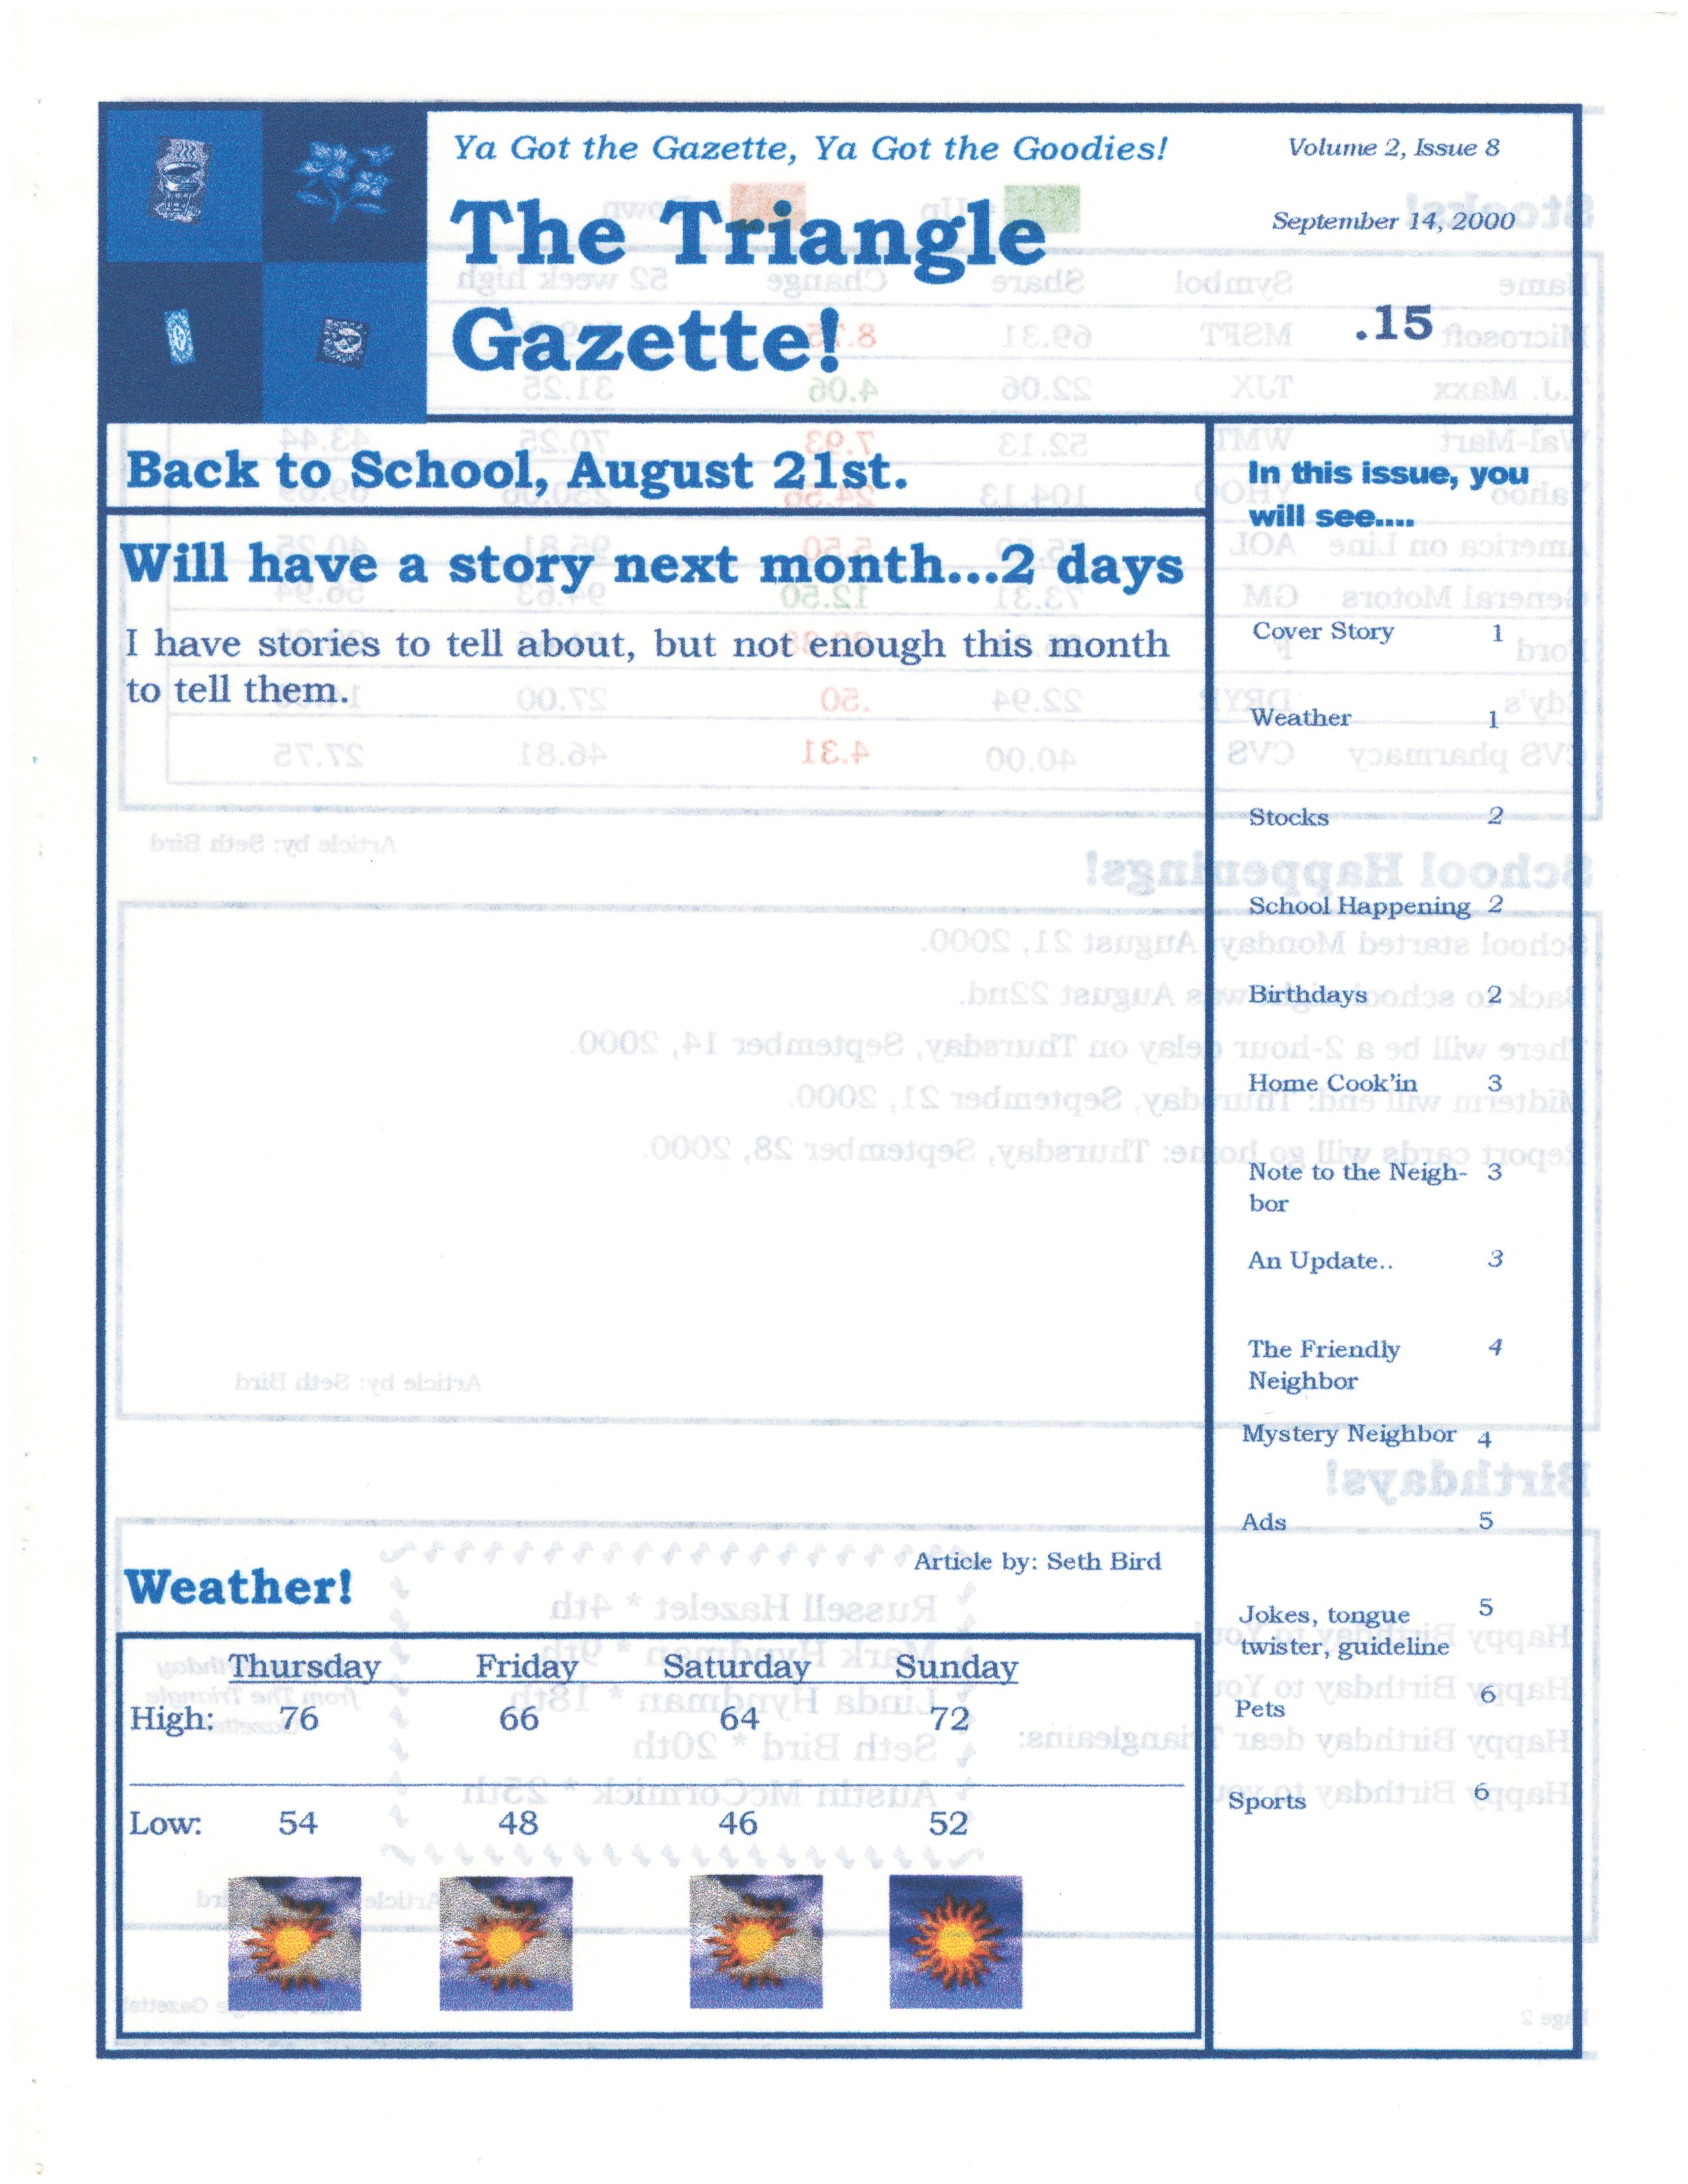 Ya Got the Gazette, Ya Got the Goodies!
Volume 2, Issue 8
The Triangle
Gazette!
September 14, 2000
.15
Back to School, August 21st.
Will have a story next month...2 days
I have stories to tell about, but not enough this month
to tell them.
Article by: Seth Bird
Weather!
Thursday Friday Saturday Sunday
High: 76 66 64 72
Low: 54 48 46 52
In this issue, you
will see....
Cover Story 1
Weather 1
Stocks 2
School Happening 2
Birthdays 2
Home Cook'in 3
Note to the Neigh- 3
bor
An Update.. 3
The Friendly 4
Neighbor
Mystery Neighbor 4
Ads 5
Jokes, tongue 5
twister, guideline
Pets 6
Sports 6